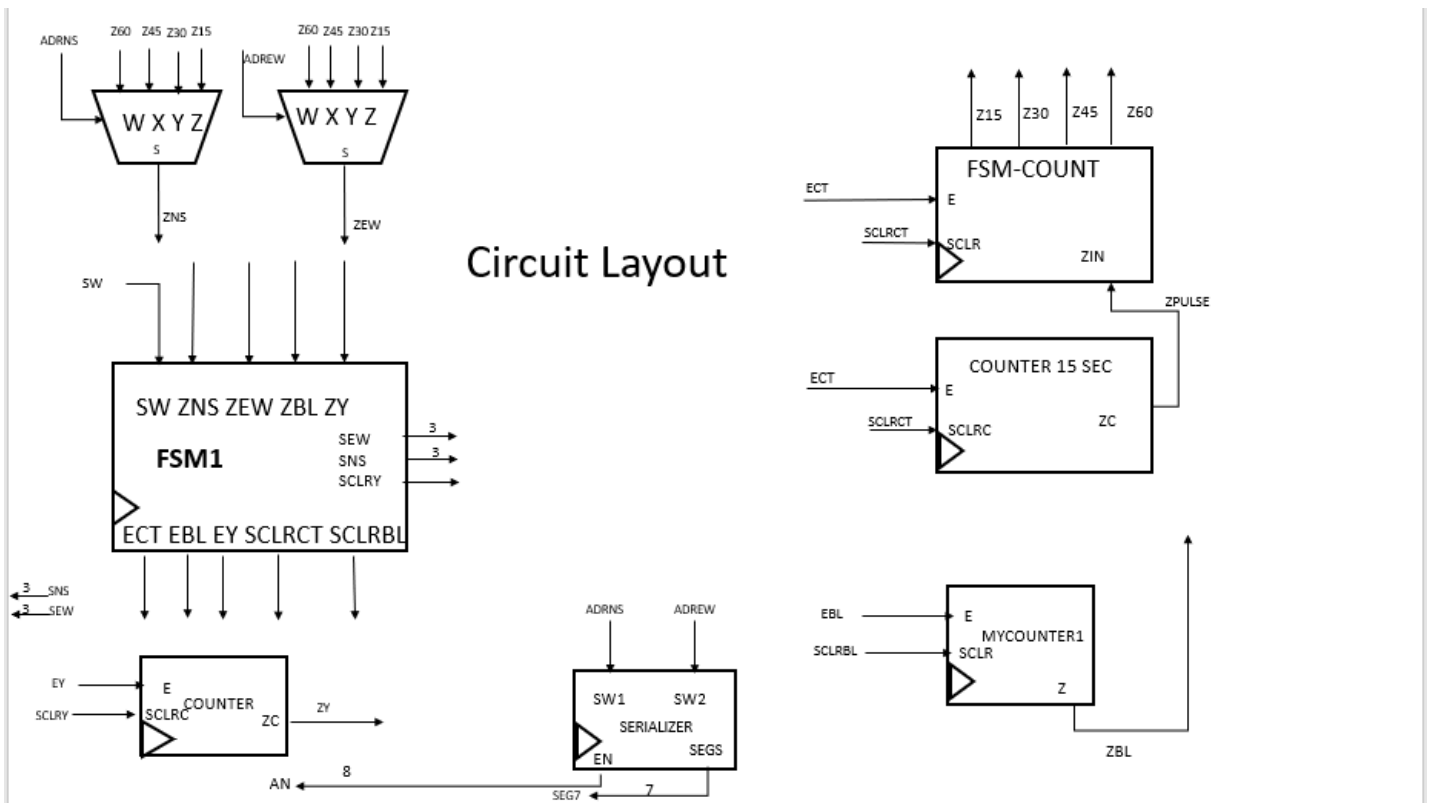 ADRNS
Z60 Z45 Z30 Z15
ADREW
Z60 Z45 Z30 Z15
W X Y Z
S
W X Y Z
S
ZNS
ZEW
Circuit Layout
Z15 Z30 Z45 Z60
FSM-COUNT
ECT
E
SCLRCT
SCLR
ZIN
ZPULSE
COUNTER 15 SEC
ECT
E
SCLRCT
SCLRC
ZC
SW
SW ZNS ZEW ZBL ZY
FSM1
SEW
3
SNS
3
SCLRY
ECT EBL EY SCLRCT SCLRBL
3 SNS
3 SEW
EY
E
COUNTER
SCLRY
SCLRC
ZC
ZY
ADRNS
ADREW
SW1 SW2
SERIALIZER
SEGS
EN
AN
8
SEG7
7
EBL
E
MYCOUNTER1
SCLRBL
SCLR
Z
ZBL